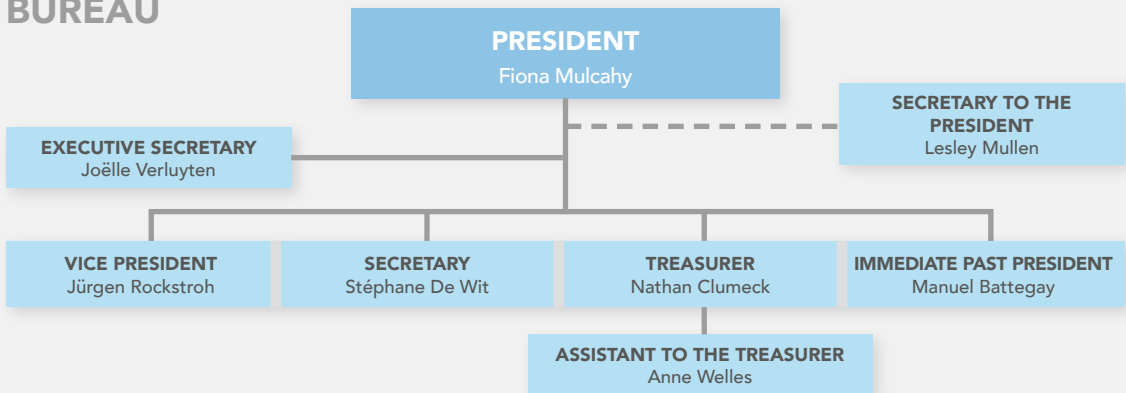 BUREAU
PRESIDENT
Fiona Mulcahy
SECRETARY TO THE
PRESIDENT
Lesley Mullen
EXECUTIVE SECRETARY
Joëlle Verluyten
VICE PRESIDENT
Jürgen Rockstroh
SECRETARY
Stéphane De Wit
TREASURER
Nathan Clumeck
IMMEDIATE PAST PRESIDENT
Manuel Battegay
ASSISTANT TO THE TREASURER
Anne Welles